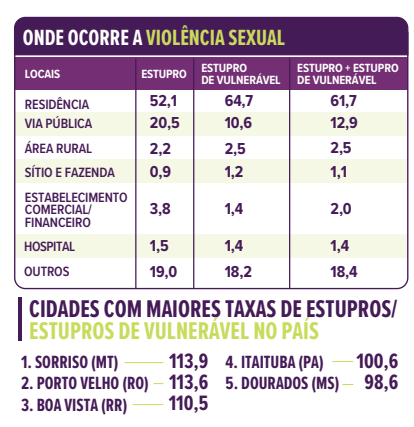 ONDE OCORRE A VIOLÊNCIA SEXUAL
LOCAIS ESTUPRO ESTUPRO DE VULNERÁVEL ESTUPRO + ESTUPRO DE VULNERÁVEL
RESIDÊNCIA 52,1 64,7 61,7
VIA PÚBLICA 20,5 10,6 12,9
ÁREA RURAL 2,2 2,5 2,5
SÍTIO E FAZENDA 0,9 1,2 1,1
ESTABELECIMENTO COMERCIAL/ FINANCEIRO 3,8 1,4 2,0
HOSPITAL 1,5 1,4 1,4
OUTROS 19,0 18,2 18,4
CIDADES COM MAIORES TAXAS DE ESTUPROS/
ESTUPROS DE VULNERÁVEL NO PAÍS
1. SORRISO (MT) 113,9
2. PORTO VELHO (RO) 113,6
3. BOA VISTA (RR) 110,5
4. ITAITUBA (PA) 100,6
5. DOURADOS (MS) 98,6